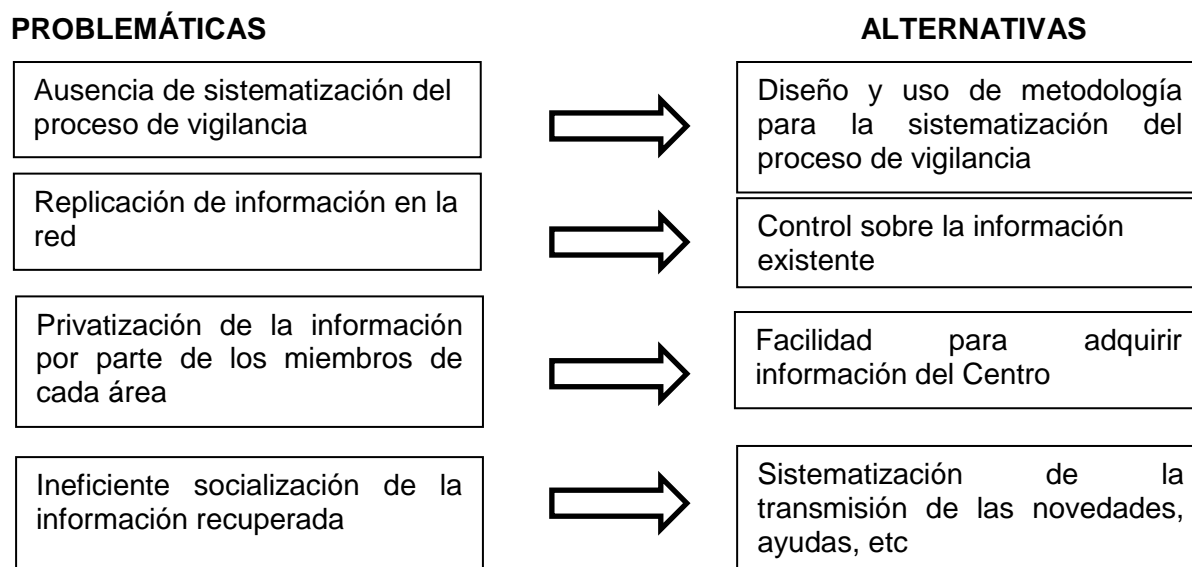 PROBLEMÁTICAS
ALTERNATIVAS
Ausencia de sistematización del
proceso de vigilancia
Diseño y uso de metodología
para la sistematización del
proceso de vigilancia
Replicación de información en la
red
Control sobre la información
existente
Privatización de la información
por parte de los miembros de
cada área
Facilidad para adquirir
información del Centro
Ineficiente socialización de la
información recuperada
Sistematización de la
transmisión de las novedades,
ayudas, etc